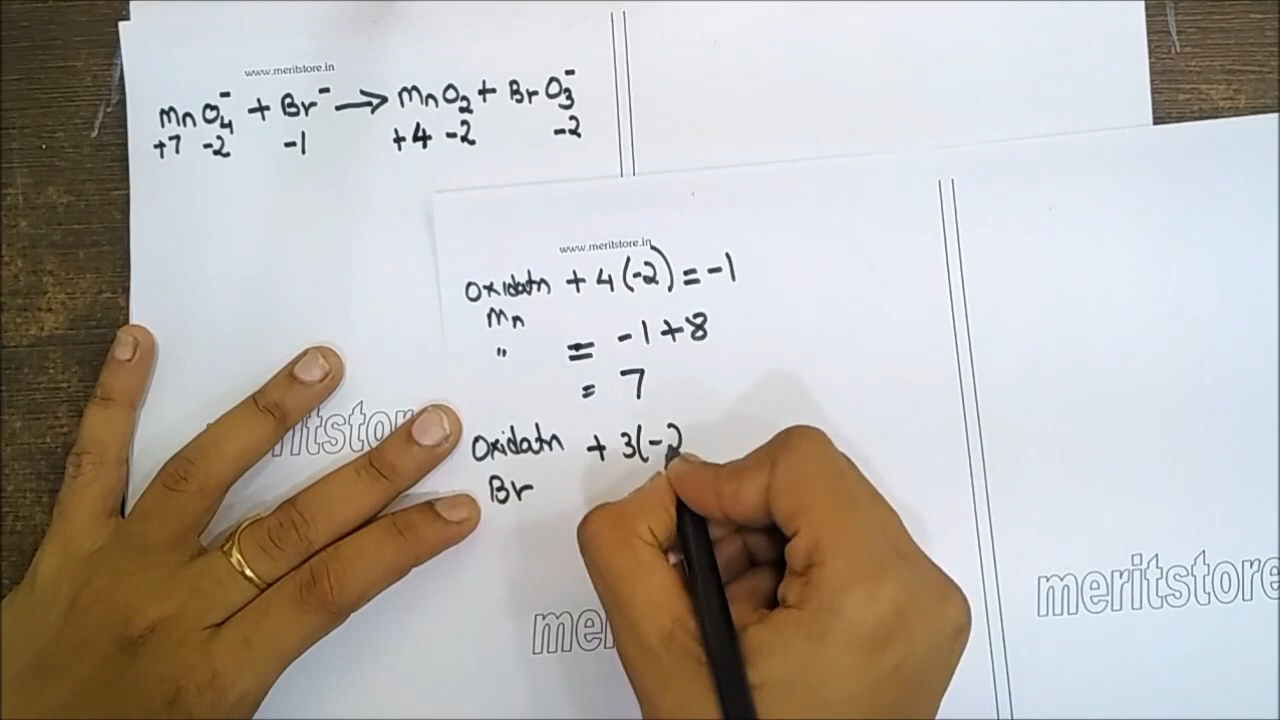 www.meritstore.in
MnO4⁻ + Br⁻ → MnO2 + BrO3⁻
+7 -2 -1 +4 -2 -2
www.meritstore.in
Oxidatn + 4(-2) = -1
Mn
" = -1+8
= 7
Oxidatn + 3(-2
Br
meritstore